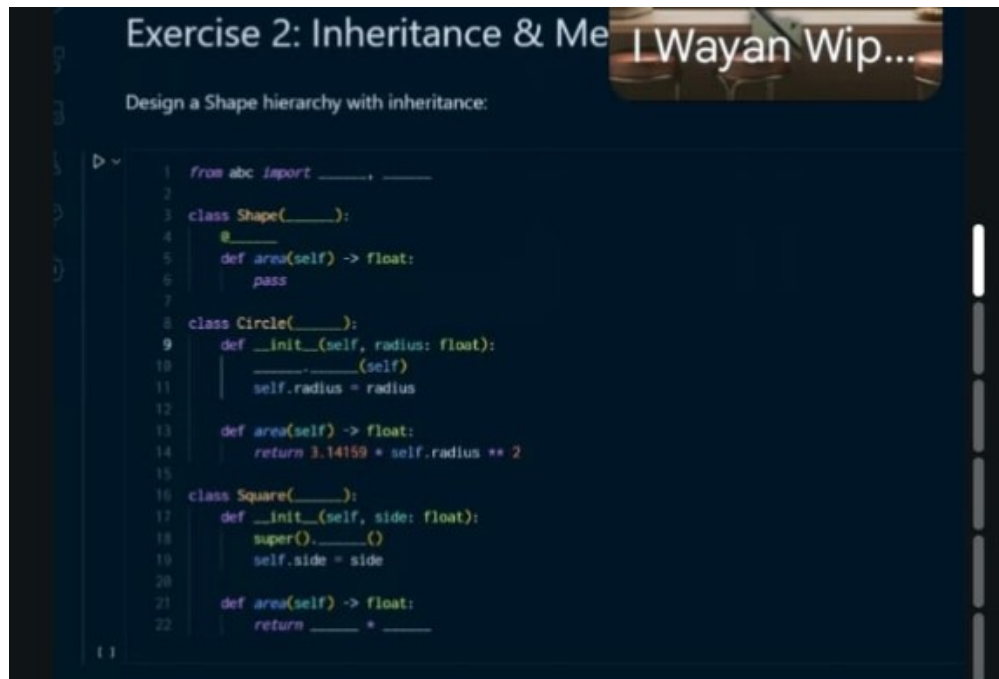 Exercise 2: Inheritance & Me
I Wayan Wip...
Design a Shape hierarchy with inheritance:
1 from abc import ______, ______
2
3 class Shape(______):
4 @______
5 def area(self) -> float:
6 pass
7
8 class Circle(______):
9 def __init__(self, radius: float):
10 ______.______(self)
11 self.radius = radius
12
13 def area(self) -> float:
14 return 3.14159 * self.radius ** 2
15
16 class Square(______):
17 def __init__(self, side: float):
18 super().______()
19 self.side = side
20
21 def area(self) -> float:
22 return ______ * ______
[ ]